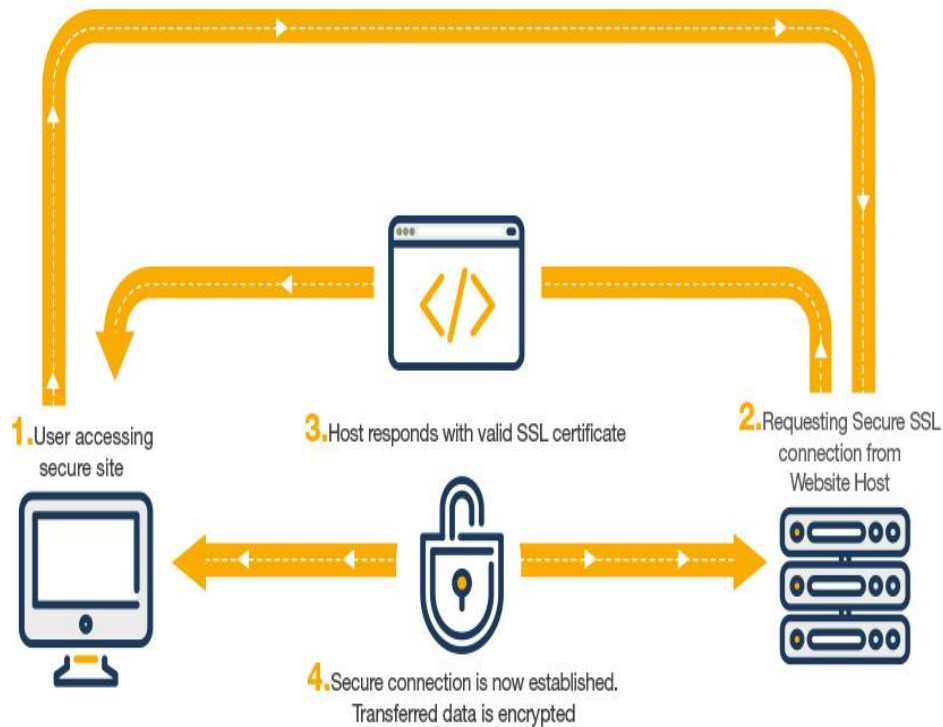 1.User accessing
secure site
2.Requesting Secure SSL
connection from
Website Host
</>
3.Host responds with valid SSL certificate
4.Secure connection is now established.
Transferred data is encrypted